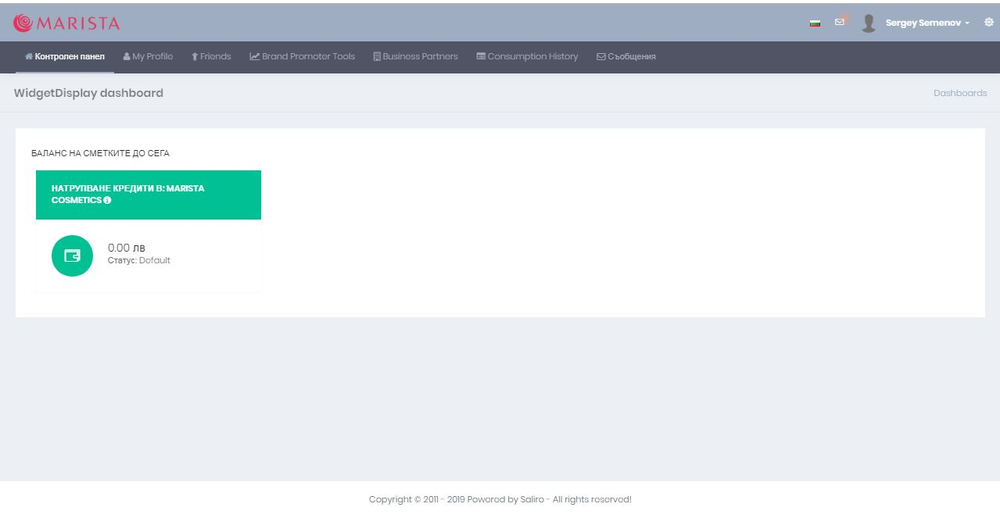 MARISTA
Sergey Semenov
Контролен панел My Profile Friends Brand Promoter Tools Business Partners Consumption History Съобщения
WidgetDisplay dashboard
Dashboards
БАЛАНС НА СМЕТКИТЕ ДО СЕГА
НАТРУПВАНЕ КРЕДИТИ В: MARISTA
COSMETICS
0.00 лв
Статус: Default
Copyright © 2011 - 2019 Powered by Saliro - All rights reserved!